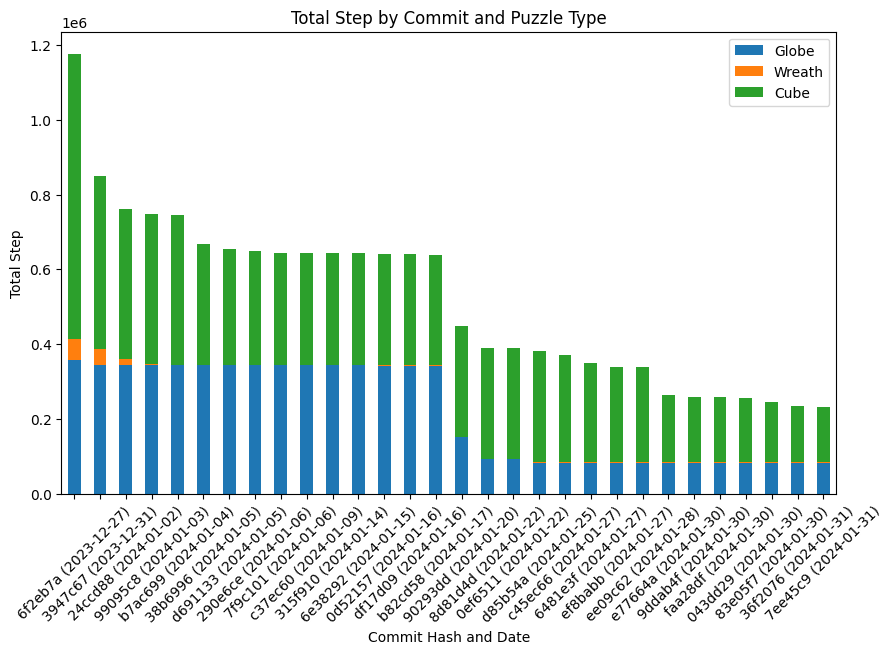 Total Step by Commit and Puzzle Type
1e6
1.2
1.0
0.8
0.6
0.4
0.2
0.0
Total Step
Globe
Wreath
Cube
6f2eb7a (2023-12-27)
3947c67 (2023-12-31)
24ccd88 (2024-01-02)
99095c8 (2024-01-03)
b7ac699 (2024-01-04)
38b6996 (2024-01-05)
d691133 (2024-01-05)
290e6ce (2024-01-06)
7f9c101 (2024-01-06)
c37ec60 (2024-01-09)
315f910 (2024-01-14)
6e38292 (2024-01-15)
0d52157 (2024-01-16)
df17d09 (2024-01-16)
b82cd58 (2024-01-17)
90293dd (2024-01-20)
8d81d4d (2024-01-22)
0ef6511 (2024-01-22)
d85b54a (2024-01-25)
c45ec66 (2024-01-27)
6481e3f (2024-01-27)
ef8babb (2024-01-27)
ee09c62 (2024-01-28)
e77664a (2024-01-30)
9ddab4f (2024-01-30)
faa28df (2024-01-30)
043dd29 (2024-01-30)
83e05f7 (2024-01-30)
36f2076 (2024-01-31)
7ee45c9 (2024-01-31)
Commit Hash and Date